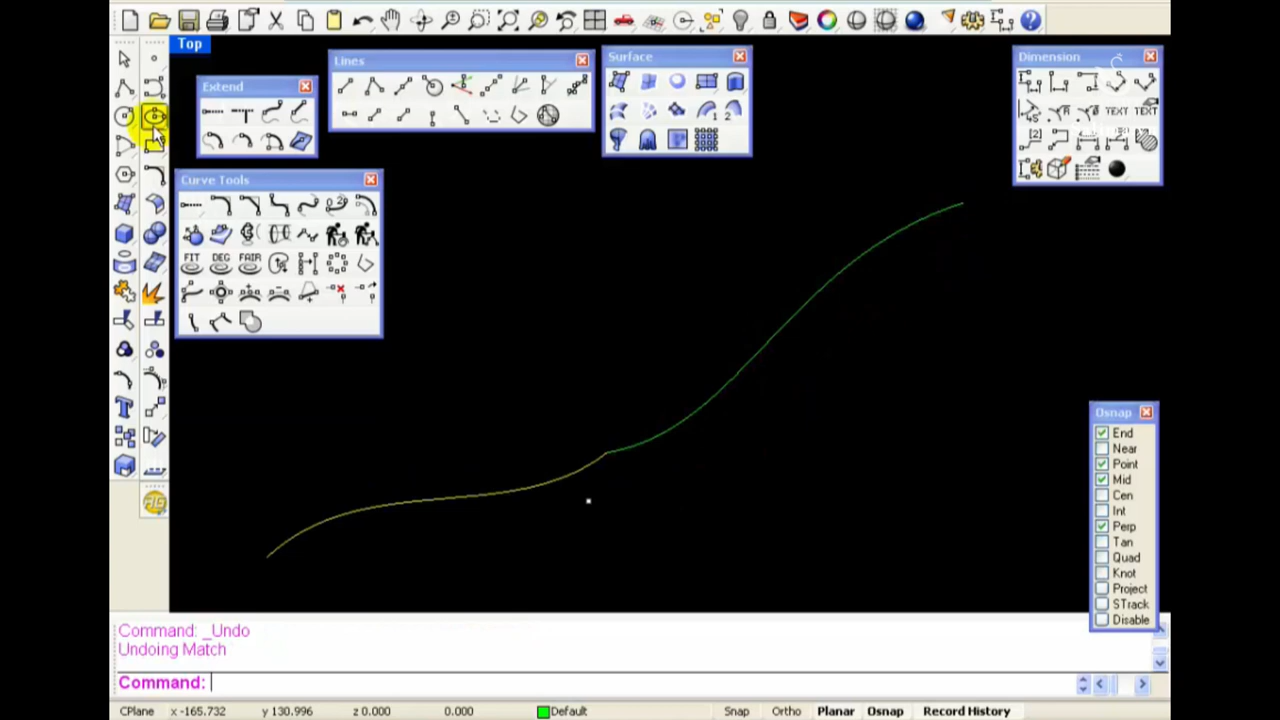 Top
Extend
Lines
Surface
Dimension
TEXT TEXT
Curve Tools
FIT DEG FAIR
Osnap
End
Near
Point
Mid
Cen
Int
Perp
Tan
Quad
Knot
Project
STrack
Disable
Command: _Undo
Undoing Match
Command:
CPlane x -165.732 y 130.996 z 0.000 0.000 Default Snap Ortho Planar Osnap Record History